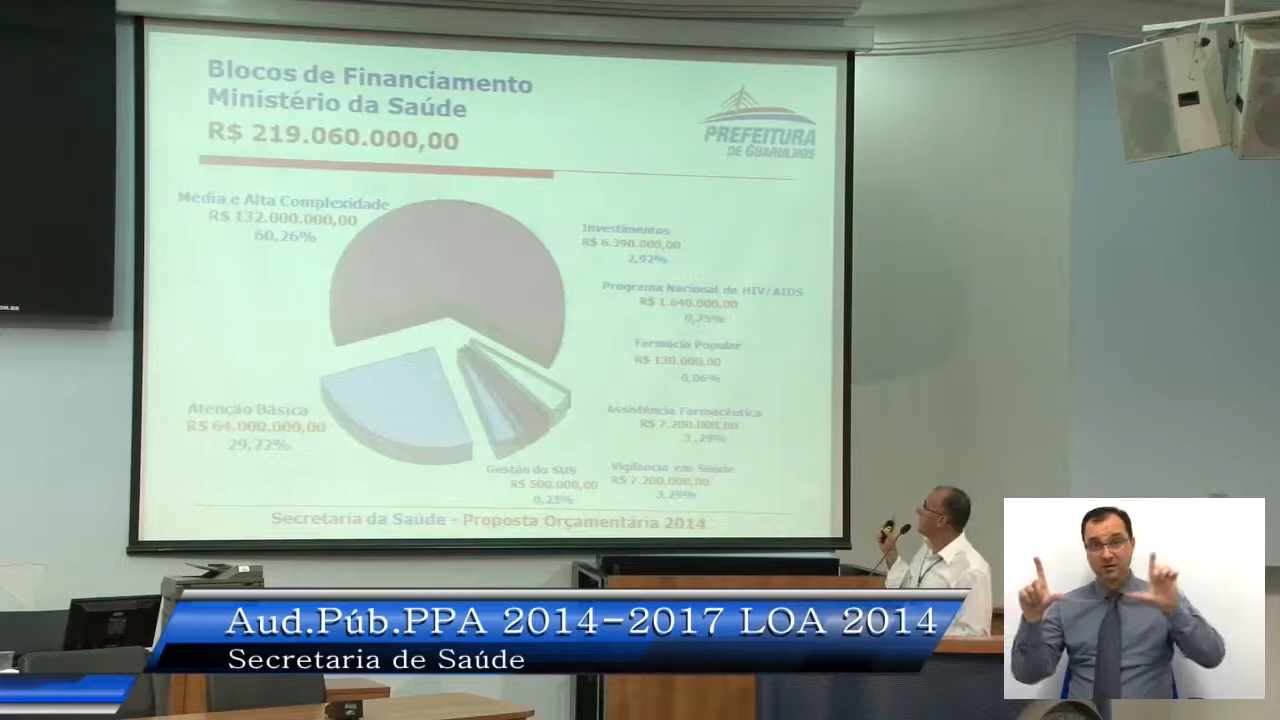 Blocos de Financiamento
Ministério da Saúde
R$ 219.060.000,00
PREFEITURA
DE GUARULHOS
Média e Alta Complexidade
R$ 132.000.000,00
60,26%
Investimentos
R$ 6.390.000,00
2,92%
Programa Nacional de HIV/AIDS
R$ 1.640.000,00
0,75%
Farmácia Popular
R$ 130.000,00
0,06%
Assistência Farmacêutica
R$ 7.200.000,00
3,29%
Atenção Básica
R$ 64.000.000,00
29,22%
Gestão do SUS
R$ 500.000,00
0,23%
Vigilância em Saúde
R$ 7.200.000,00
3,29%
Secretaria da Saúde - Proposta Orçamentária 2014
Aud.Púb.PPA 2014-2017 LOA 2014
Secretaria de Saúde